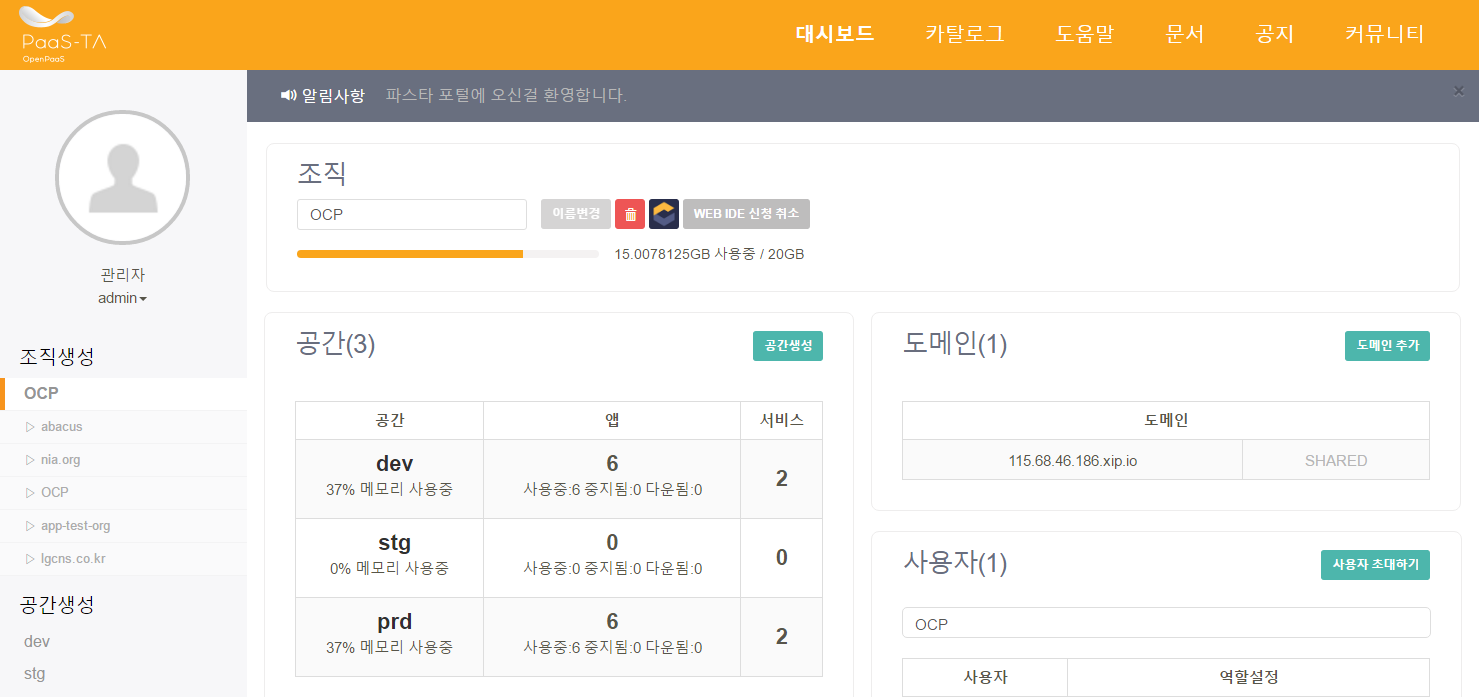 PaaS-TA
OpenPaaS
대시보드 카탈로그 도움말 문서 공지 커뮤니티
알림사항 파스타 포털에 오신걸 환영합니다. ×
관리자
admin
조직생성
OCP
abacus
nia.org
OCP
app-test-org
lgcns.co.kr
공간생성
dev
stg
조직
OCP 이름변경 WEB IDE 신청 취소
15.0078125GB 사용중 / 20GB
공간(3) 공간생성
공간 앱 서비스
dev 6 2
37% 메모리 사용중 사용중:6 중지됨:0 다운됨:0
stg 0 0
0% 메모리 사용중 사용중:0 중지됨:0 다운됨:0
prd 6 2
37% 메모리 사용중 사용중:6 중지됨:0 다운됨:0
도메인(1) 도메인 추가
도메인
115.68.46.186.xip.io SHARED
사용자(1) 사용자 초대하기
OCP
사용자 역할설정